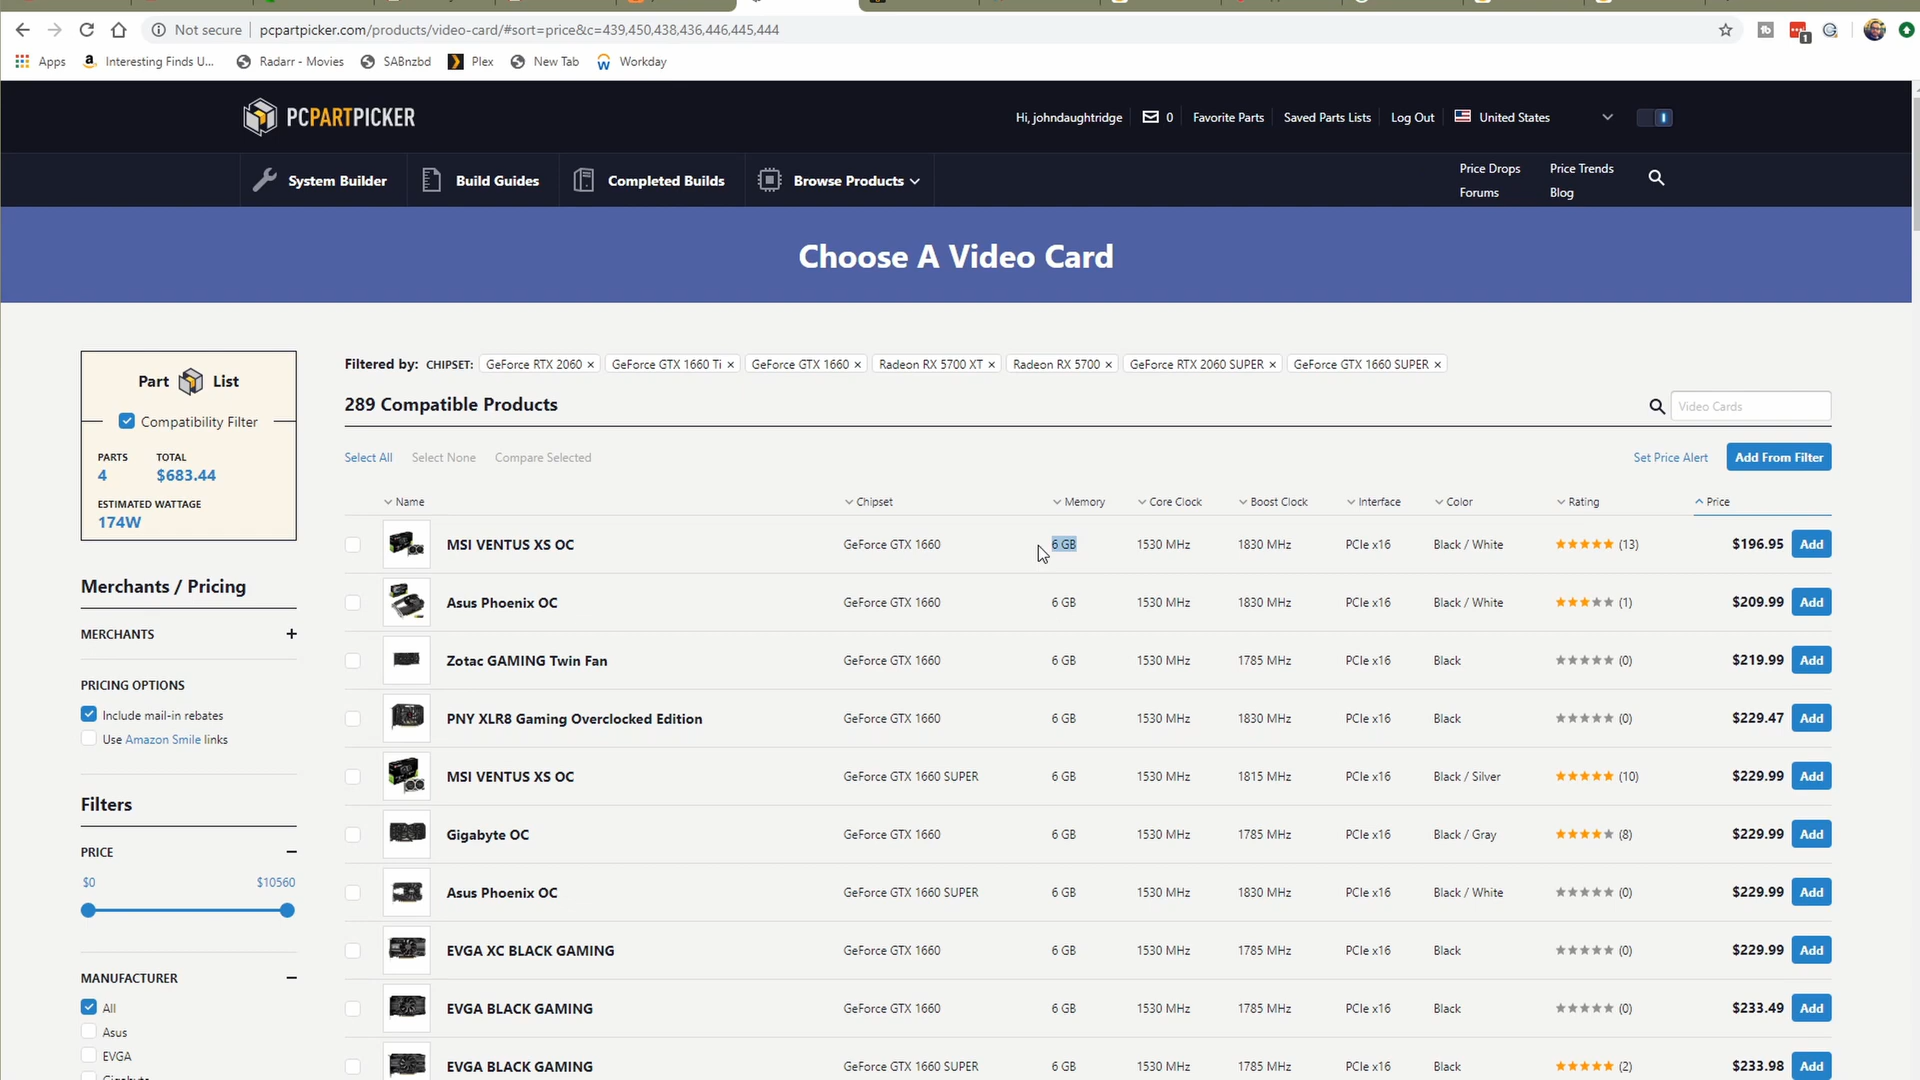 Not secure pcpartpicker.com/products/video-card/#sort=price&c=439,450,438,436,446,445,444
1
Apps Interesting Finds U... Radarr - Movies SABnzbd Plex New Tab Workday
PCPARTPICKER
Hi, johndaughtridge 0 Favorite Parts Saved Parts Lists Log Out United States
System Builder Build Guides Completed Builds Browse Products
Price Drops Price Trends
Forums Blog
Choose A Video Card
Part List
Compatibility Filter
PARTS TOTAL
4 $683.44
ESTIMATED WATTAGE
174W
Merchants / Pricing
MERCHANTS +
PRICING OPTIONS
Include mail-in rebates
Use Amazon Smile links
Filters
PRICE
$0 $10560
MANUFACTURER
All
Asus
EVGA
Filtered by: CHIPSET: GeForce RTX 2060 × GeForce GTX 1660 Ti × GeForce GTX 1660 × Radeon RX 5700 XT × Radeon RX 5700 × GeForce RTX 2060 SUPER × GeForce GTX 1660 SUPER ×
289 Compatible Products
Video Cards
Select All Select None Compare Selected Set Price Alert Add From Filter
Name Chipset Memory Core Clock Boost Clock Interface Color Rating Price
MSI VENTUS XS OC GeForce GTX 1660 6 GB 1530 MHz 1830 MHz PCIe x16 Black / White (13) $196.95 Add
Asus Phoenix OC GeForce GTX 1660 6 GB 1530 MHz 1830 MHz PCIe x16 Black / White (1) $209.99 Add
Zotac GAMING Twin Fan GeForce GTX 1660 6 GB 1530 MHz 1785 MHz PCIe x16 Black (0) $219.99 Add
PNY XLR8 Gaming Overclocked Edition GeForce GTX 1660 6 GB 1530 MHz 1830 MHz PCIe x16 Black (0) $229.47 Add
MSI VENTUS XS OC GeForce GTX 1660 SUPER 6 GB 1530 MHz 1815 MHz PCIe x16 Black / Silver (10) $229.99 Add
Gigabyte OC GeForce GTX 1660 6 GB 1530 MHz 1785 MHz PCIe x16 Black / Gray (8) $229.99 Add
Asus Phoenix OC GeForce GTX 1660 SUPER 6 GB 1530 MHz 1830 MHz PCIe x16 Black / White (0) $229.99 Add
EVGA XC BLACK GAMING GeForce GTX 1660 6 GB 1530 MHz 1785 MHz PCIe x16 Black (0) $229.99 Add
EVGA BLACK GAMING GeForce GTX 1660 6 GB 1530 MHz 1785 MHz PCIe x16 Black (0) $233.49 Add
EVGA BLACK GAMING GeForce GTX 1660 SUPER 6 GB 1530 MHz 1785 MHz PCIe x16 Black (2) $233.98 Add